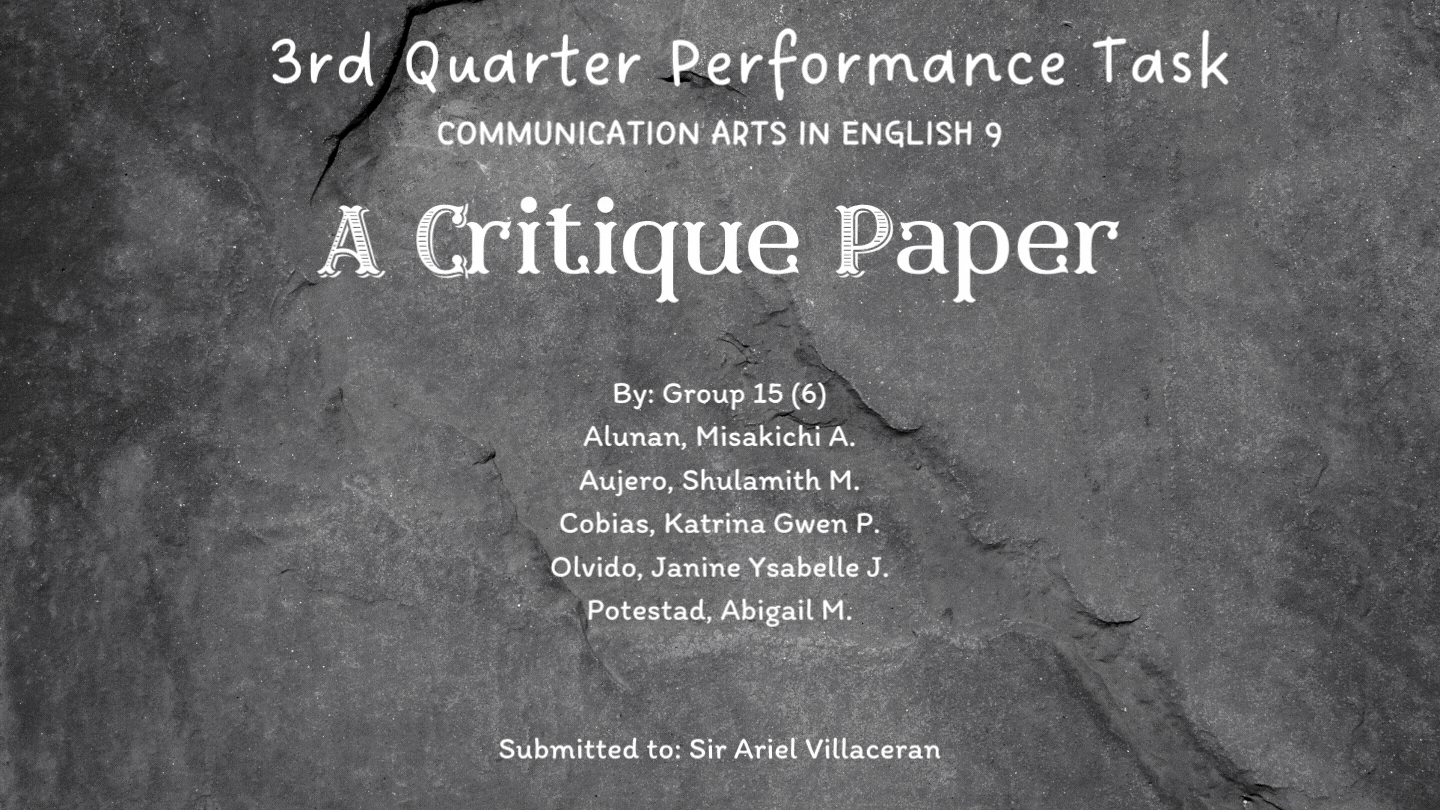 3rd Quarter Performance Task
COMMUNICATION ARTS IN ENGLISH 9
A Critique Paper
By: Group 15 (6)
Alunan, Misakichi A.
Aujero, Shulamith M.
Cobias, Katrina Gwen P.
Olvido, Janine Ysabelle J.
Potestad, Abigail M.
Submitted to: Sir Ariel Villaceran